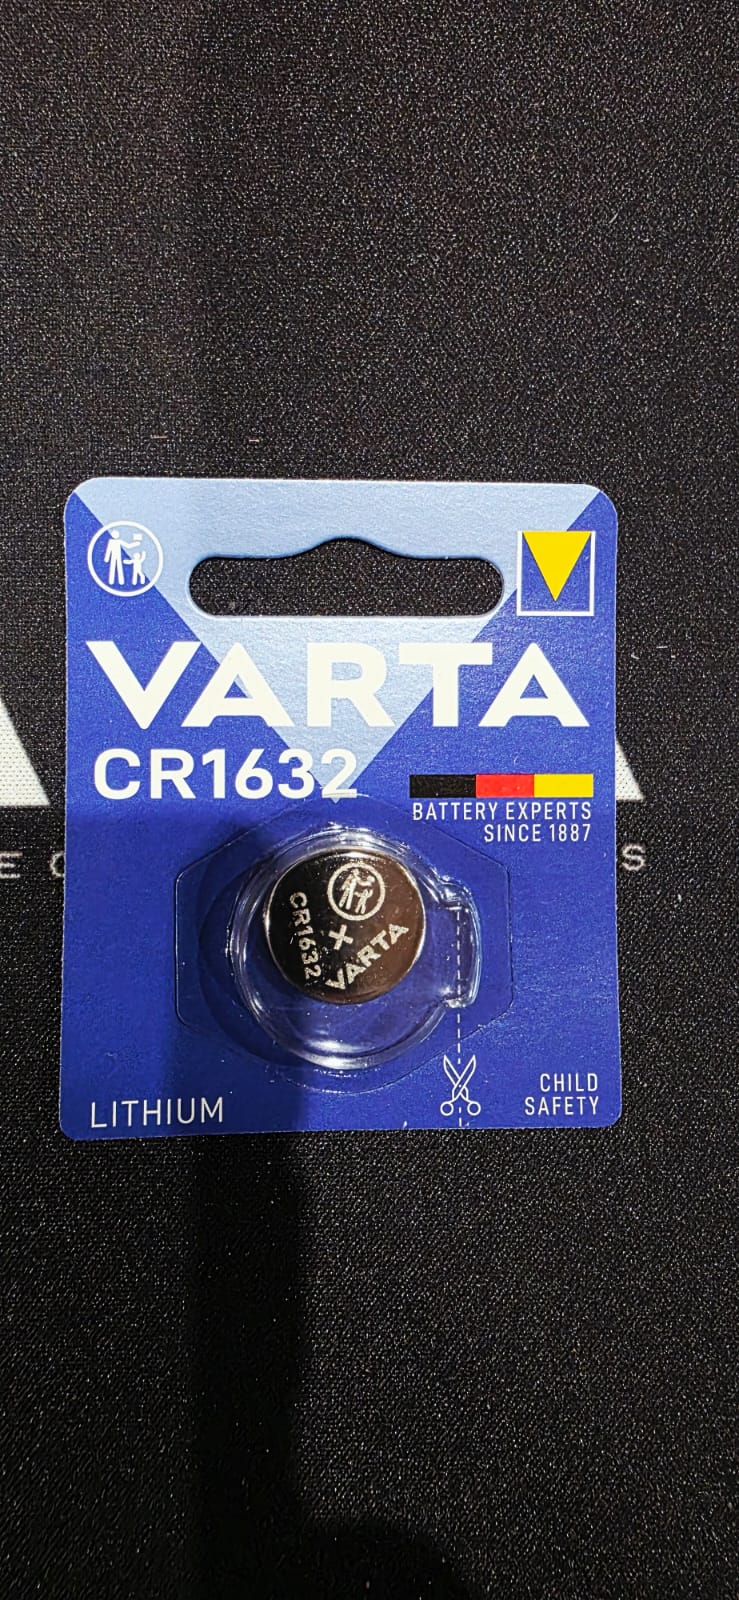 VARTA
CR1632
BATTERY EXPERTS
SINCE 1887
CR1632
+
VARTA
LITHIUM
CHILD
SAFETY